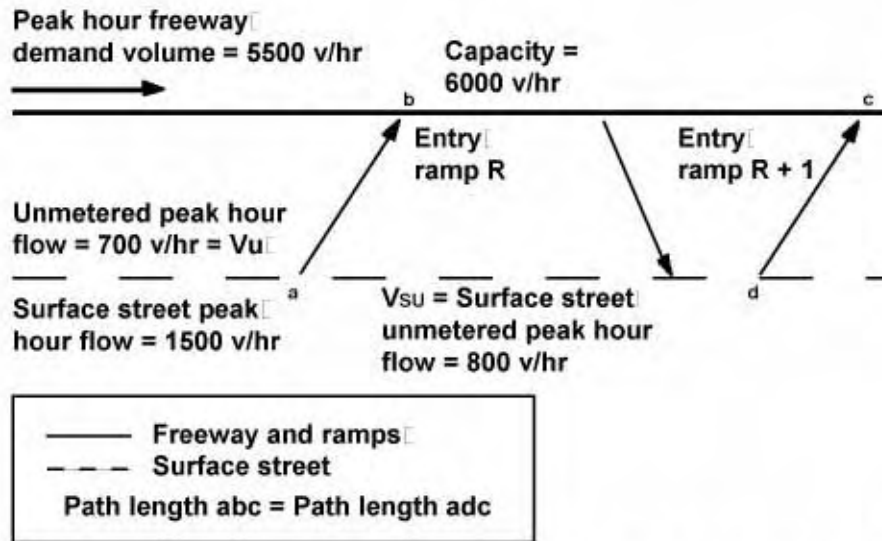 Peak hour freeway
demand volume = 5500 v/hr
Capacity =
6000 v/hr
b
c
Entry
ramp R
Entry
ramp R + 1
Unmetered peak hour
flow = 700 v/hr = Vu
a
d
Surface street peak
hour flow = 1500 v/hr
VSU = Surface street
unmetered peak hour
flow = 800 v/hr
Freeway and ramps
Surface street
Path length abc = Path length adc